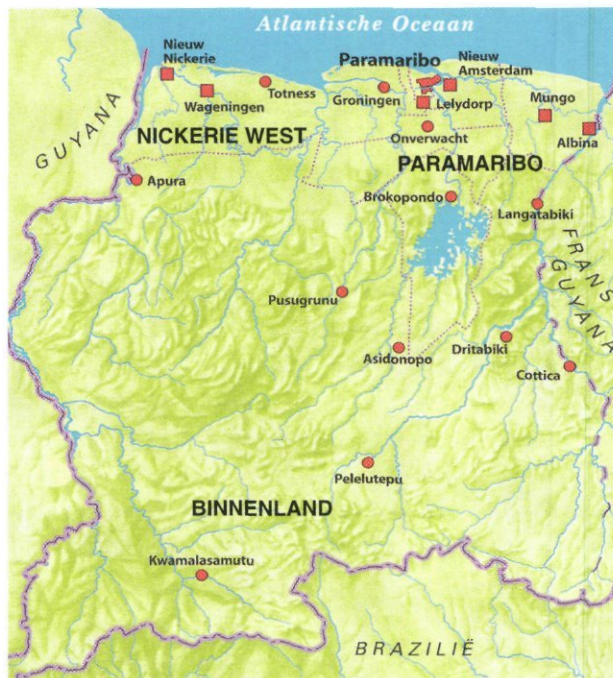 Atlantische Oceaan
Nieuw
Nickerie
Wageningen
Totness
Paramaribo
Groningen
Nieuw
Amsterdam
Lelydorp
Mungo
Albina
Onverwacht
GUYANA
NICKERIE WEST
PARAMARIBO
Apura
Brokopondo
Langatabiki
FRANS
GUYANA
Pusugrunu
Asidonopo
Dritabiki
Cottica
Pelelutepu
BINNENLAND
Kwamalasamutu
BRAZILIË